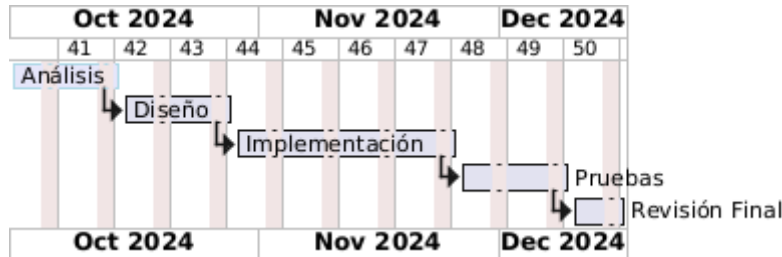 Oct 2024 Nov 2024 Dec 2024
41 42 43 44 45 46 47 48 49 50
Análisis
Diseño
Implementación
Pruebas
Revisión Final
Oct 2024 Nov 2024 Dec 2024